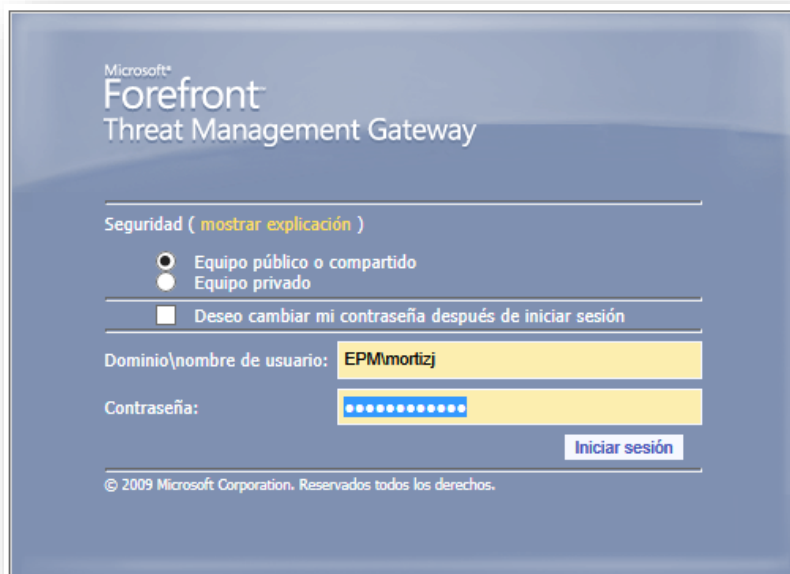 Microsoft®
Forefront™
Threat Management Gateway
Seguridad ( mostrar explicación )
Equipo público o compartido
Equipo privado
Deseo cambiar mi contraseña después de iniciar sesión
Dominio\nombre de usuario: EPM\mortizj
Contraseña: ●●●●●●●●●●●●
Iniciar sesión
© 2009 Microsoft Corporation. Reservados todos los derechos.